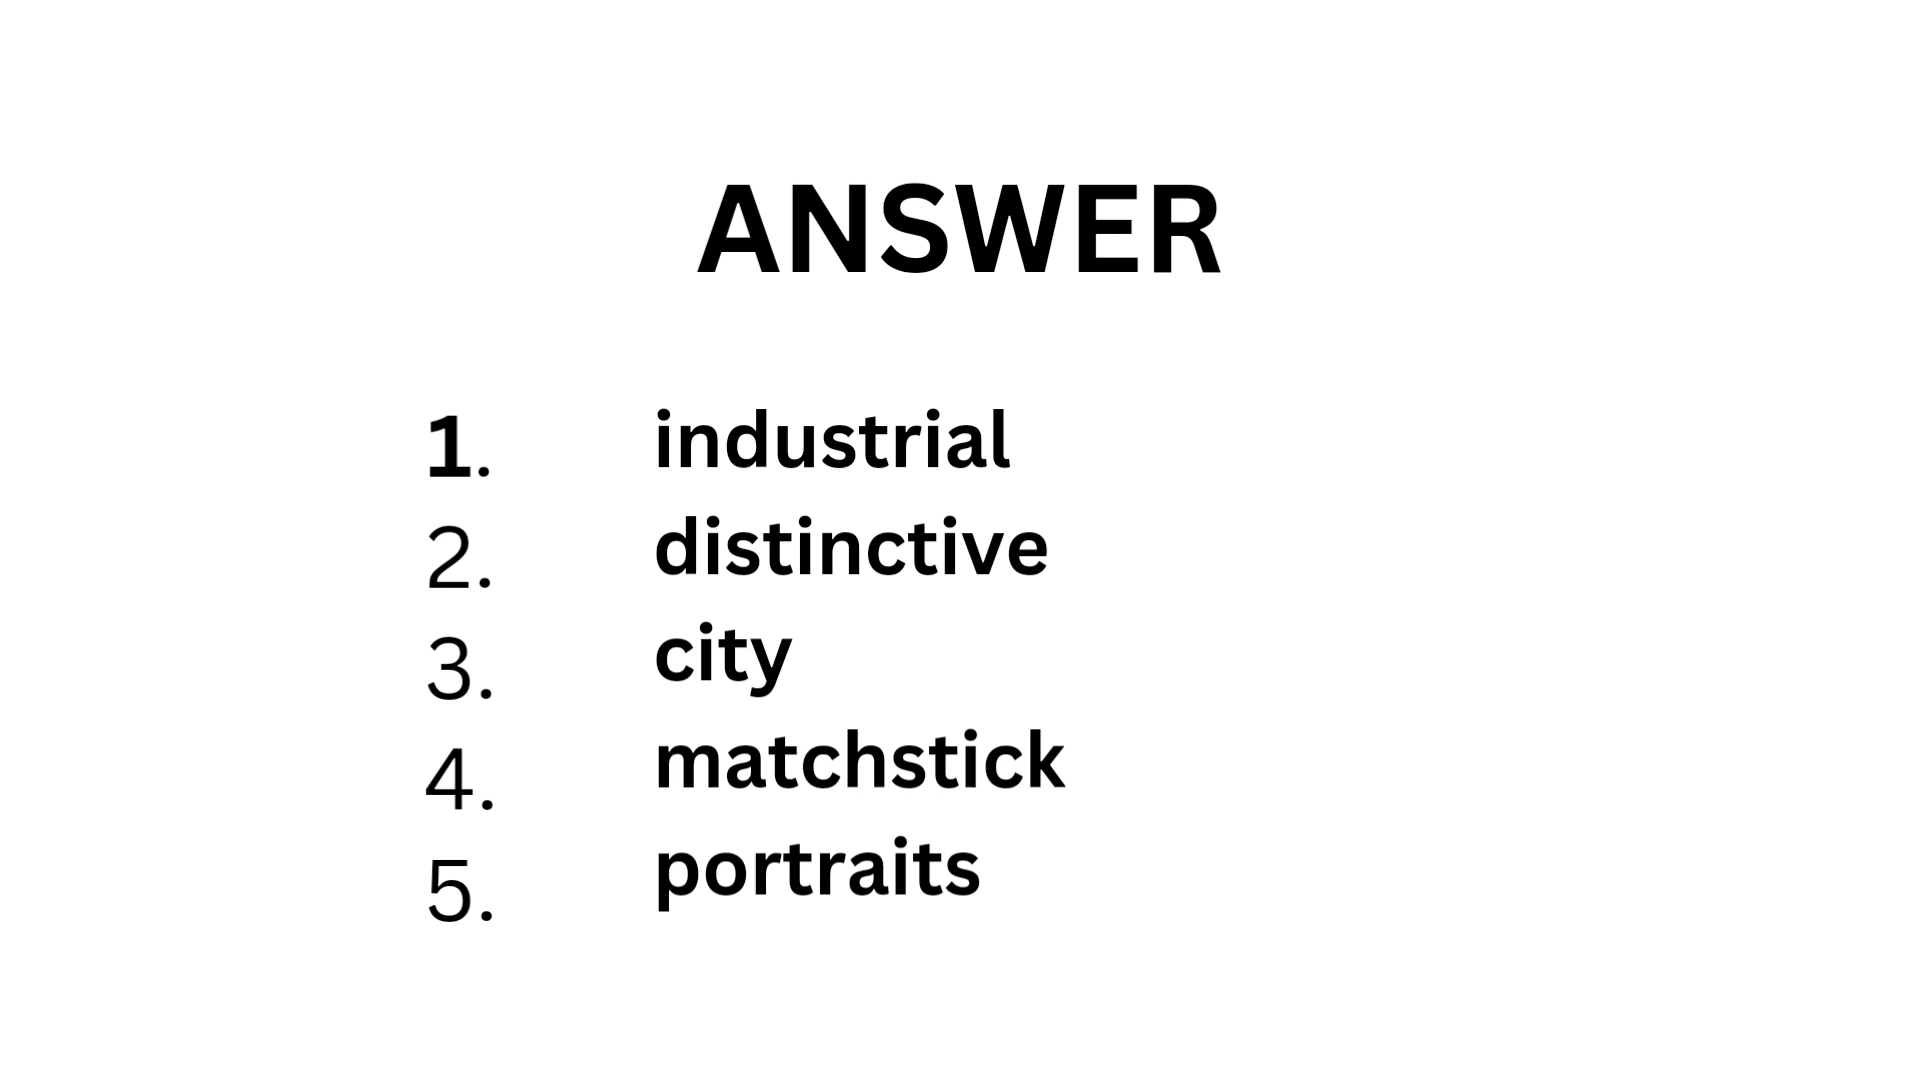 ANSWER
1. industrial
2. distinctive
3. city
4. matchstick
5. portraits